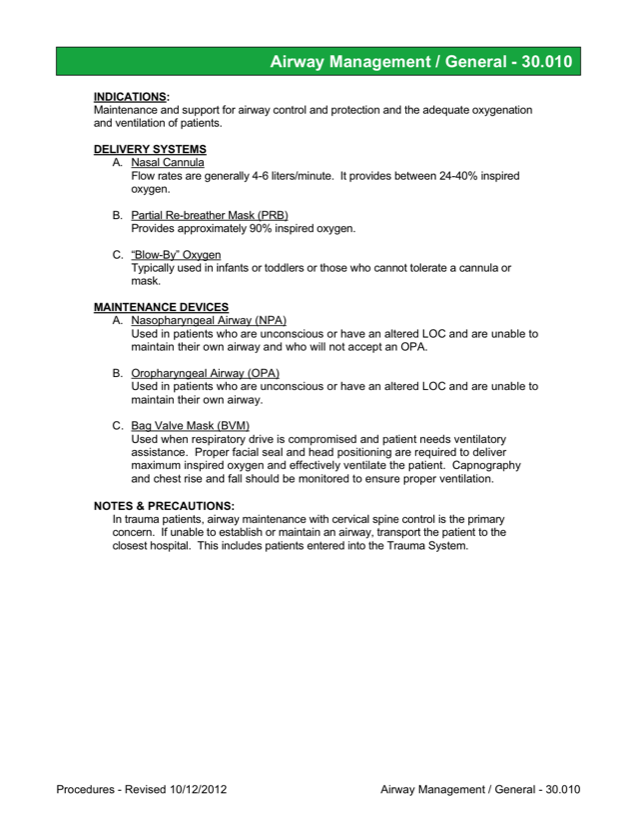 Airway Management / General - 30.010
INDICATIONS:
Maintenance and support for airway control and protection and the adequate oxygenation
and ventilation of patients.
DELIVERY SYSTEMS
A. Nasal Cannula
Flow rates are generally 4-6 liters/minute. It provides between 24-40% inspired
oxygen.
B. Partial Re-breather Mask (PRB)
Provides approximately 90% inspired oxygen.
C. “Blow-By” Oxygen
Typically used in infants or toddlers or those who cannot tolerate a cannula or
mask.
MAINTENANCE DEVICES
A. Nasopharyngeal Airway (NPA)
Used in patients who are unconscious or have an altered LOC and are unable to
maintain their own airway and who will not accept an OPA.
B. Oropharyngeal Airway (OPA)
Used in patients who are unconscious or have an altered LOC and are unable to
maintain their own airway.
C. Bag Valve Mask (BVM)
Used when respiratory drive is compromised and patient needs ventilatory
assistance. Proper facial seal and head positioning are required to deliver
maximum inspired oxygen and effectively ventilate the patient. Capnography
and chest rise and fall should be monitored to ensure proper ventilation.
NOTES & PRECAUTIONS:
In trauma patients, airway maintenance with cervical spine control is the primary
concern. If unable to establish or maintain an airway, transport the patient to the
closest hospital. This includes patients entered into the Trauma System.
Procedures - Revised 10/12/2012 Airway Management / General - 30.010